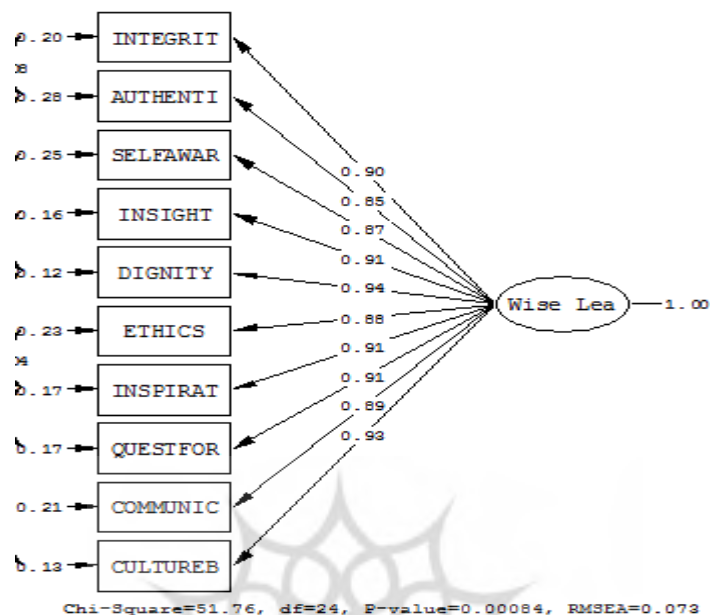 0.20 INTEGRIT
0.28 AUTHENTI
0.25 SELFAWAR
0.16 INSIGHT
0.12 DIGNITY
0.23 ETHICS
0.17 INSPIRAT
0.17 QUESTFOR
0.21 COMMUNIC
0.13 CULTUREB
0.90
0.85
0.87
0.91
0.94
0.88
0.91
0.91
0.89
0.93
Wise Lea 1.00
Chi-Square=51.76, df=24, P-value=0.00084, RMSEA=0.073